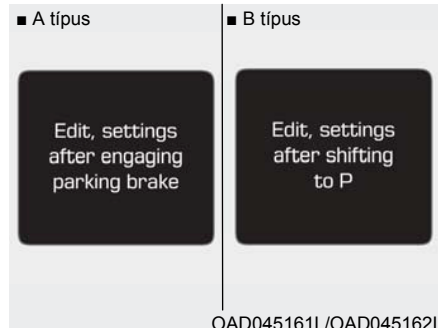 ■ A típus
Edit, settings
after engaging
parking brake
■ B típus
Edit, settings
after shifting
to P
OAD045161L/OAD045162L